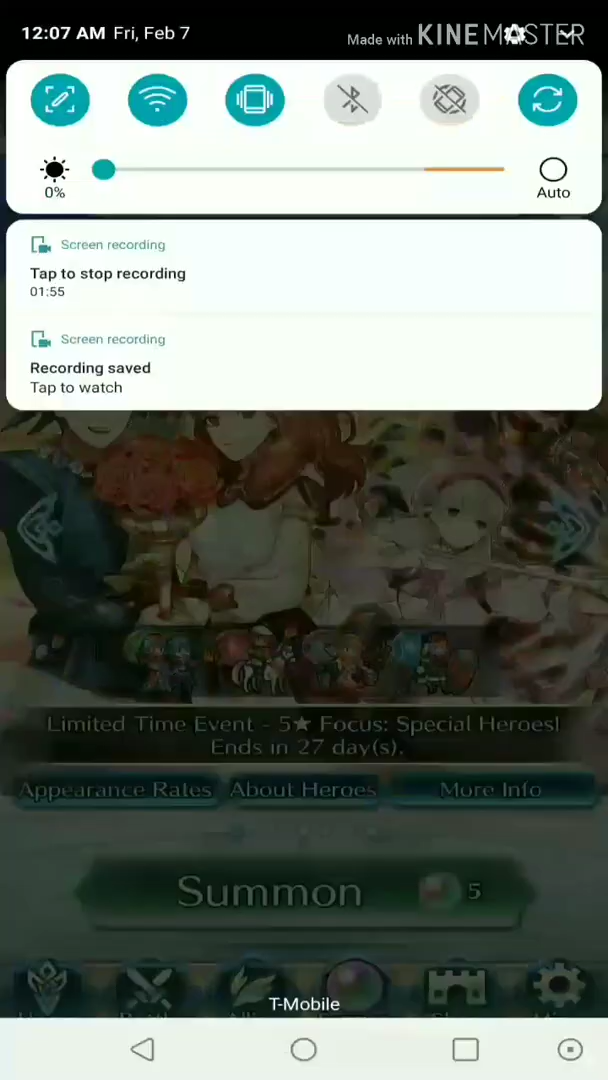 12:07 AM Fri, Feb 7
Made with KINEMASTER
0%
Auto
Screen recording
Tap to stop recording
01:55
Screen recording
Recording saved
Tap to watch
Limited Time Event - 5★ Focus: Special Heroes!
Ends in 27 day(s).
Appearance Rates About Heroes More Info
Summon 5
T-Mobile